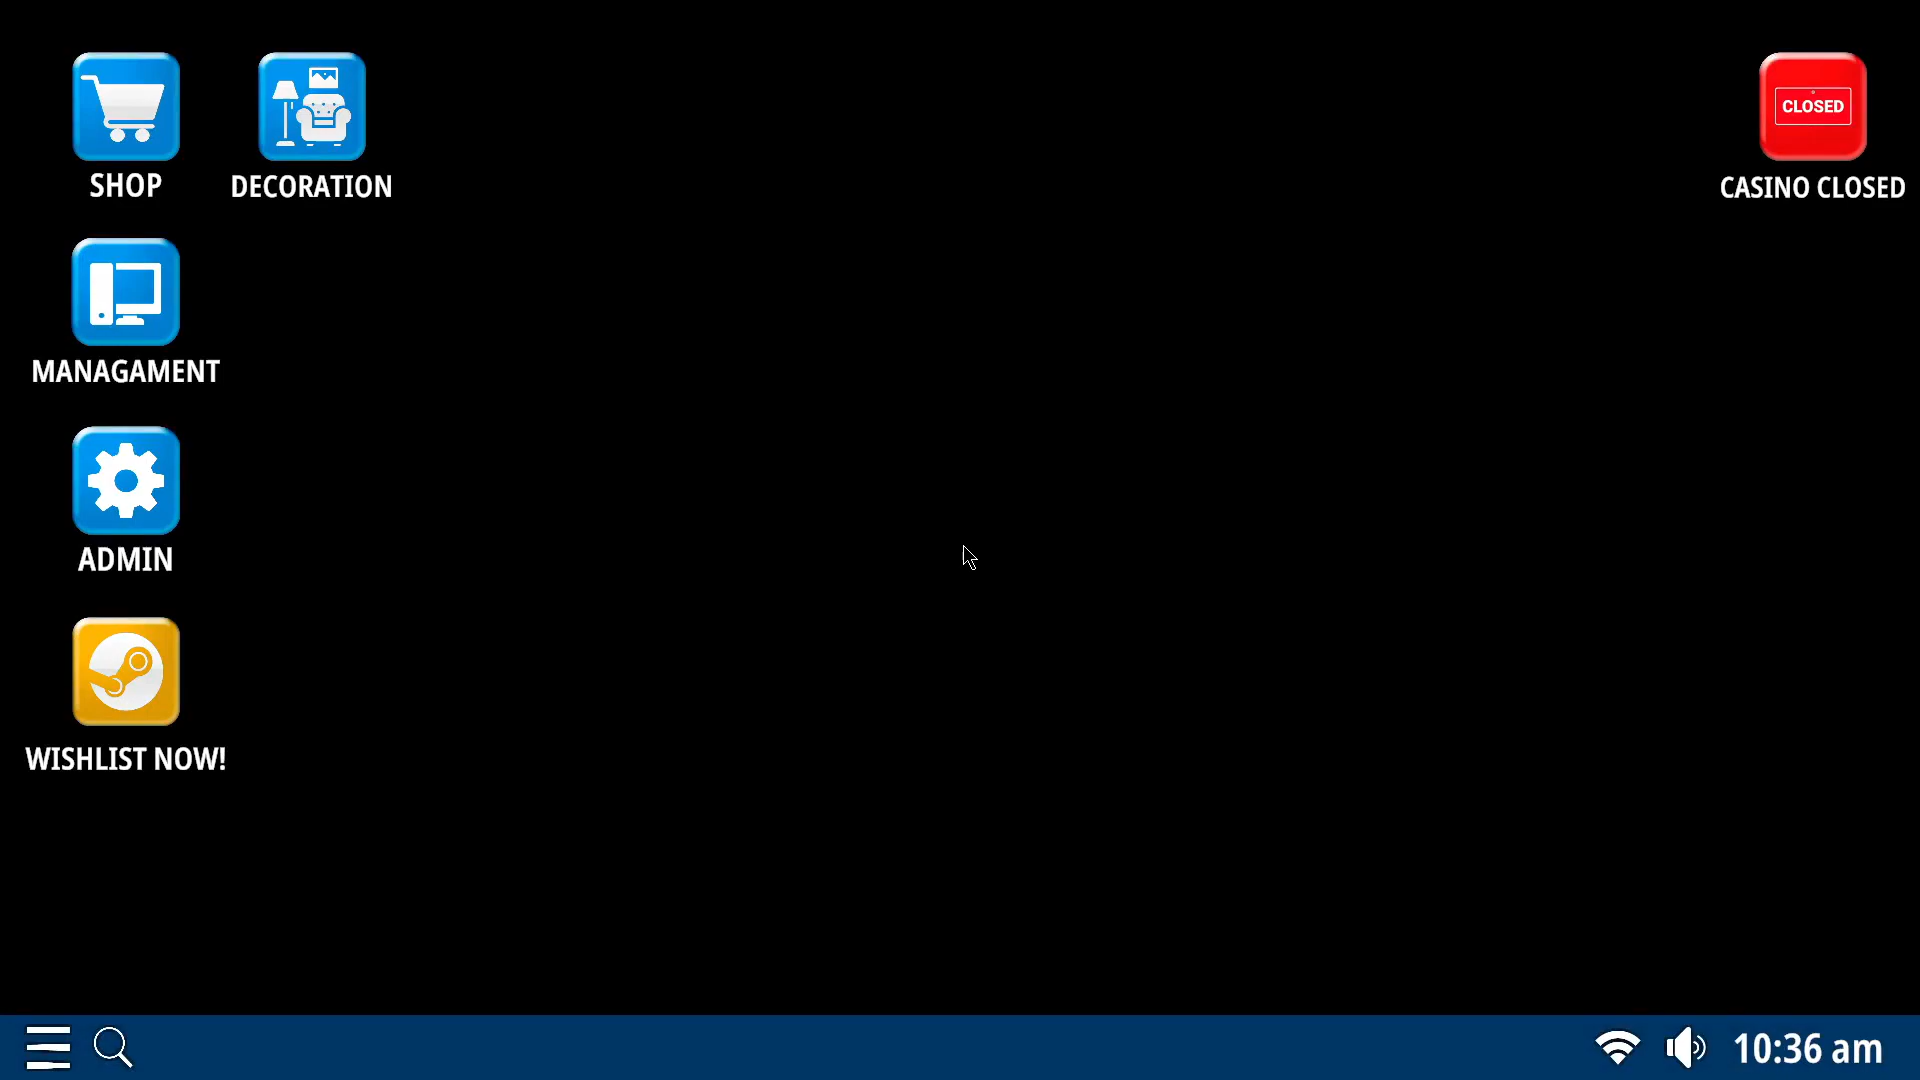 SHOP
DECORATION
CLOSED
CASINO CLOSED
MANAGAMENT
ADMIN
WISHLIST NOW!
10:36 am